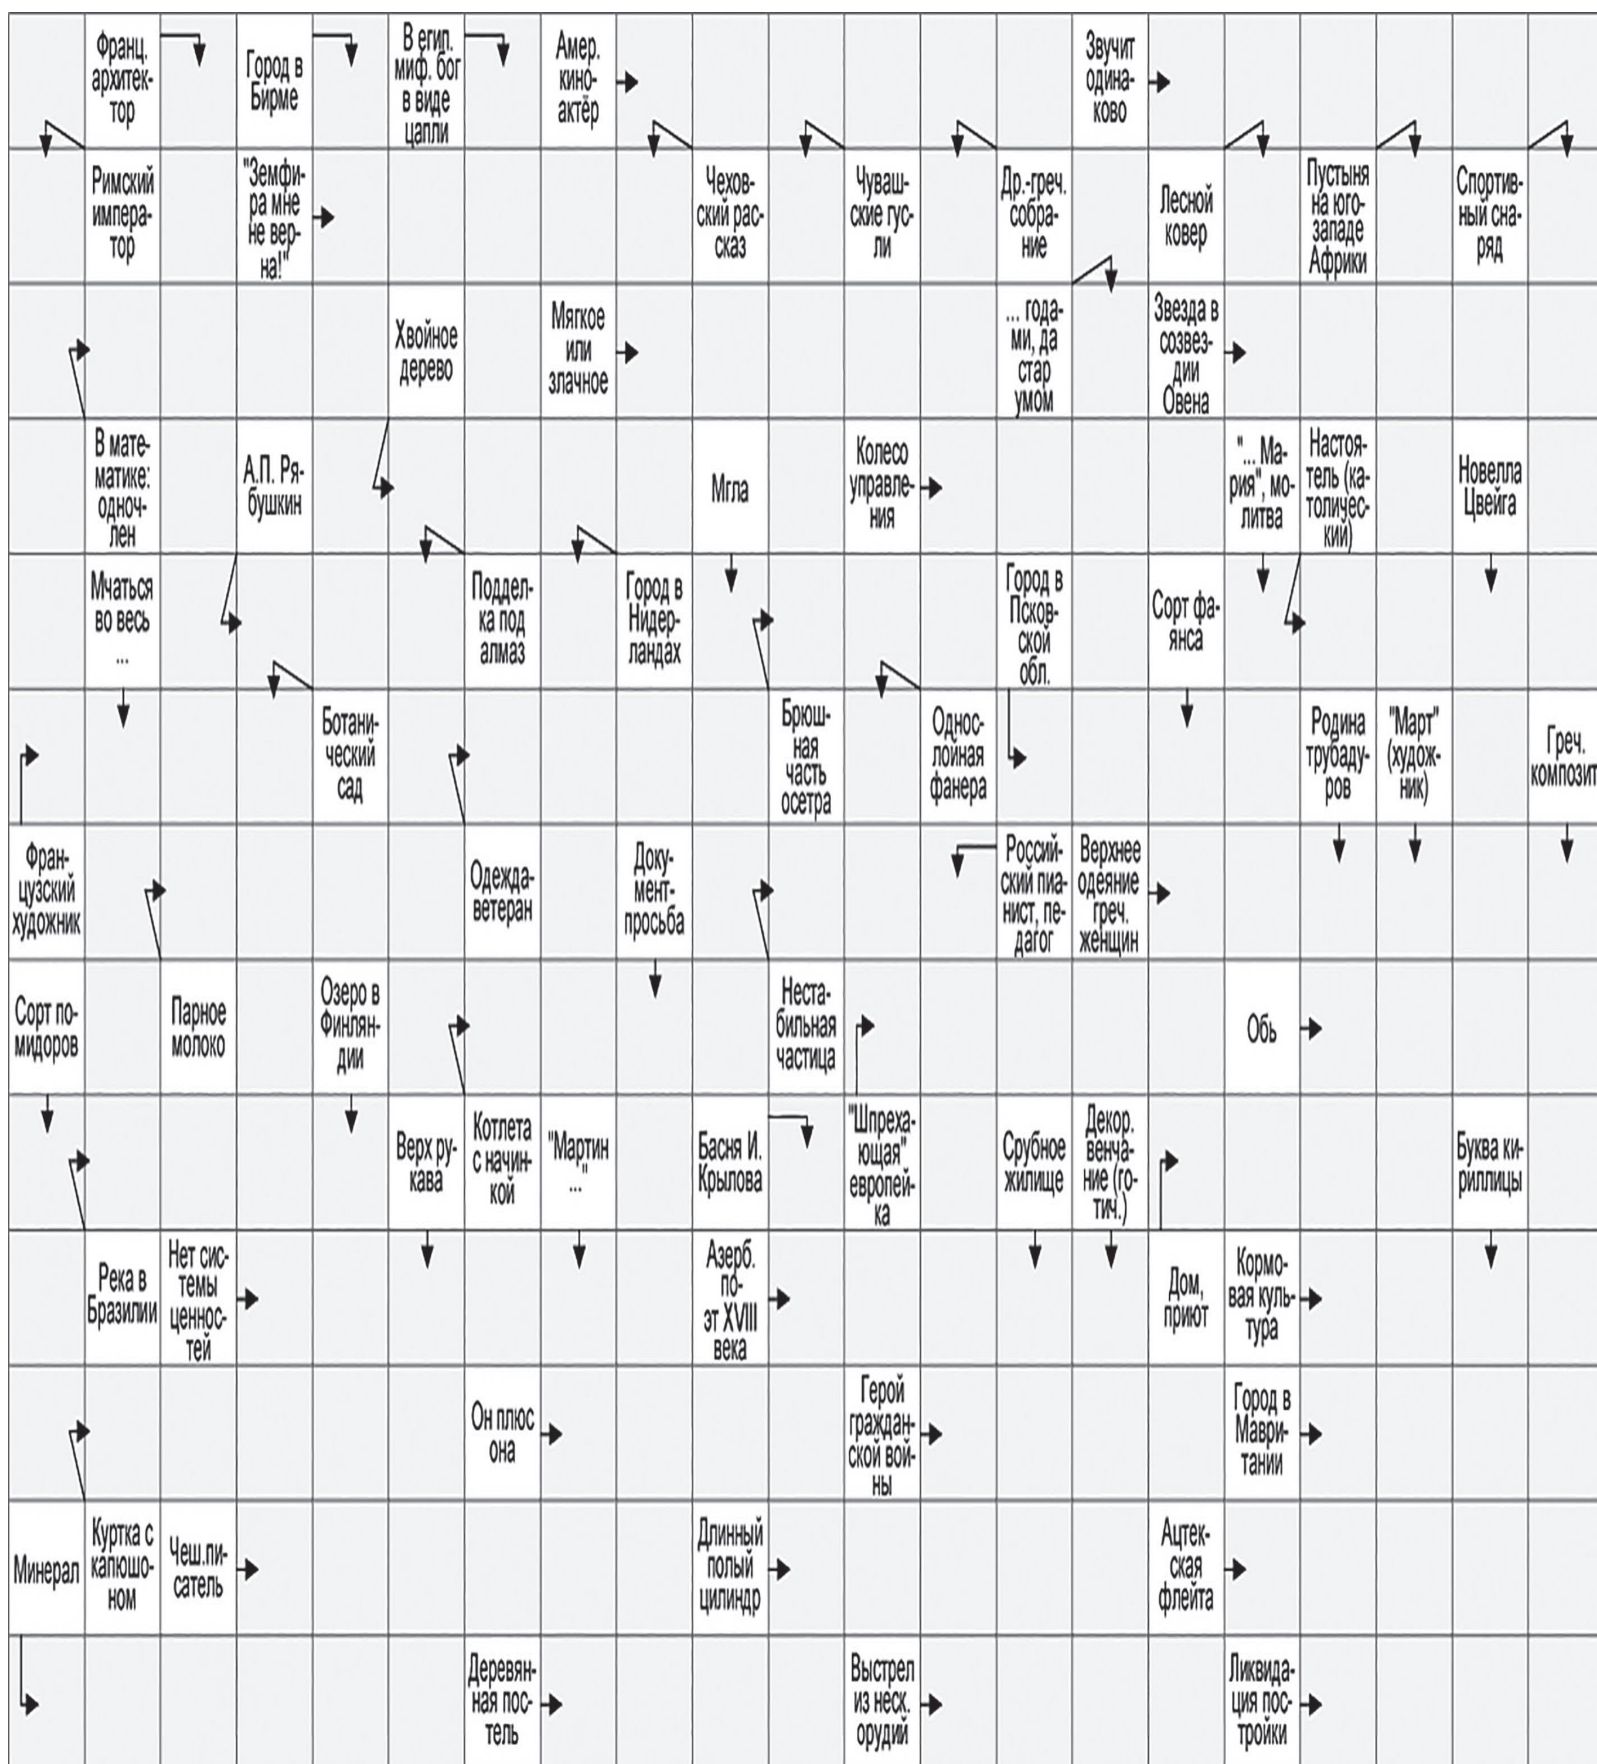 Франц.
архитек-
тор
Город в
Бирме
В егип.
миф. бог
в виде
цапли
Амер.
кино-
актёр
Звучит
одина-
ково
Римский
импера-
тор
"Земфи-
ра мне
не вер-
на!"
Чехов-
ский рас-
сказ
Чуваш-
ские гус-
ли
Др.-греч.
собра-
ние
Лесной
ковер
Пустыня
на юго-
западе
Африки
Спортив-
ный сна-
ряд
Хвойное
дерево
Мягкое
или
злачное
... года-
ми, да
стар
умом
Звезда в
созвез-
дии
Овена
В мате-
матике:
одноч-
лен
А.П. Ря-
бушкин
Мгла
Колесо
управле-
ния
"... Ма-
рия", мо-
литва
Настоя-
тель (ка-
толичес-
кий)
Новелла
Цвейга
Мчаться
во весь
...
Поддел-
ка под
алмаз
Город в
Нидер-
ландах
Город в
Псков-
ской
обл.
Сорт фа-
янса
Ботани-
ческий
сад
Брюш-
ная
часть
осетра
Однос-
лойная
фанера
Родина
трубаду-
ров
"Март"
(худож-
ник)
Греч.
композит
Фран-
цузский
художник
Одежда-
ветеран
Доку-
мент-
просьба
Россий-
ский пиа-
нист, пе-
дагог
Верхнее
одеяние
греч.
женщин
Сорт по-
мидоров
Парное
молоко
Озеро в
Финлян-
дии
Неста-
бильная
частица
Обь
Верх ру-
кава
Котлета
с начин-
кой
"Мартин
..."
Басня И.
Крылова
"Шпреха-
ющая"
европей-
ка
Срубное
жилище
Декор.
венча-
ние (го-
тич.)
Буква ки-
риллицы
Река в
Бразилии
Нет сис-
темы
ценнос-
тей
Азерб.
по-
эт XVIII
века
Дом,
приют
Кормо-
вая куль-
тура
Он плюс
она
Герой
граждан-
ской вой-
ны
Город в
Маври-
тании
Минерал
Куртка с
капюшо-
ном
Чеш.пи-
сатель
Длинный
полый
цилиндр
Ацтек-
ская
флейта
Деревян-
ная пос-
тель
Выстрел
из неск.
орудий
Ликвида-
ция пос-
тройки